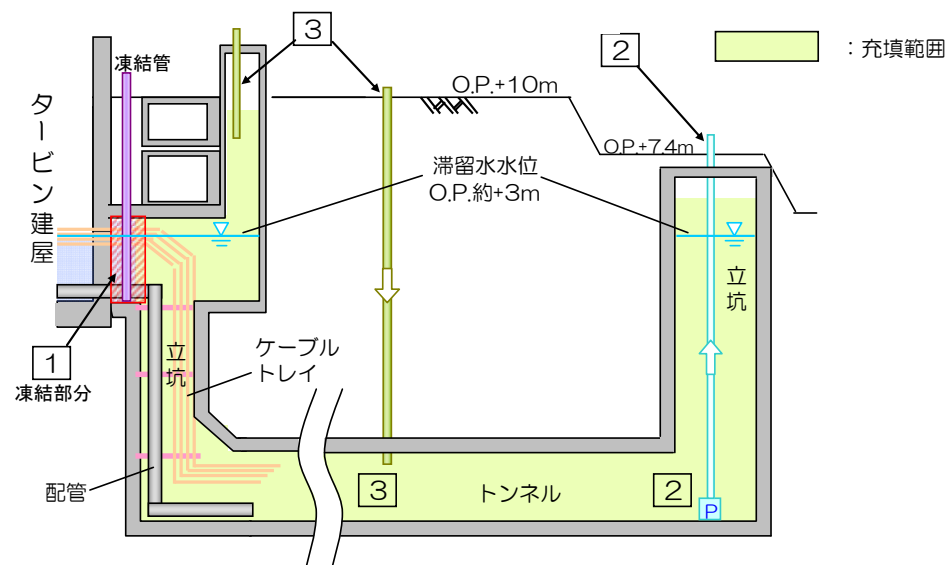 3
2
：充填範囲
凍結管
タービン建屋
O.P.+10m
O.P.+7.4m
滞留水水位
O.P.約+3m
立坑
1
凍結部分
立坑
ケーブル
トレイ
配管
3
トンネル
2
P